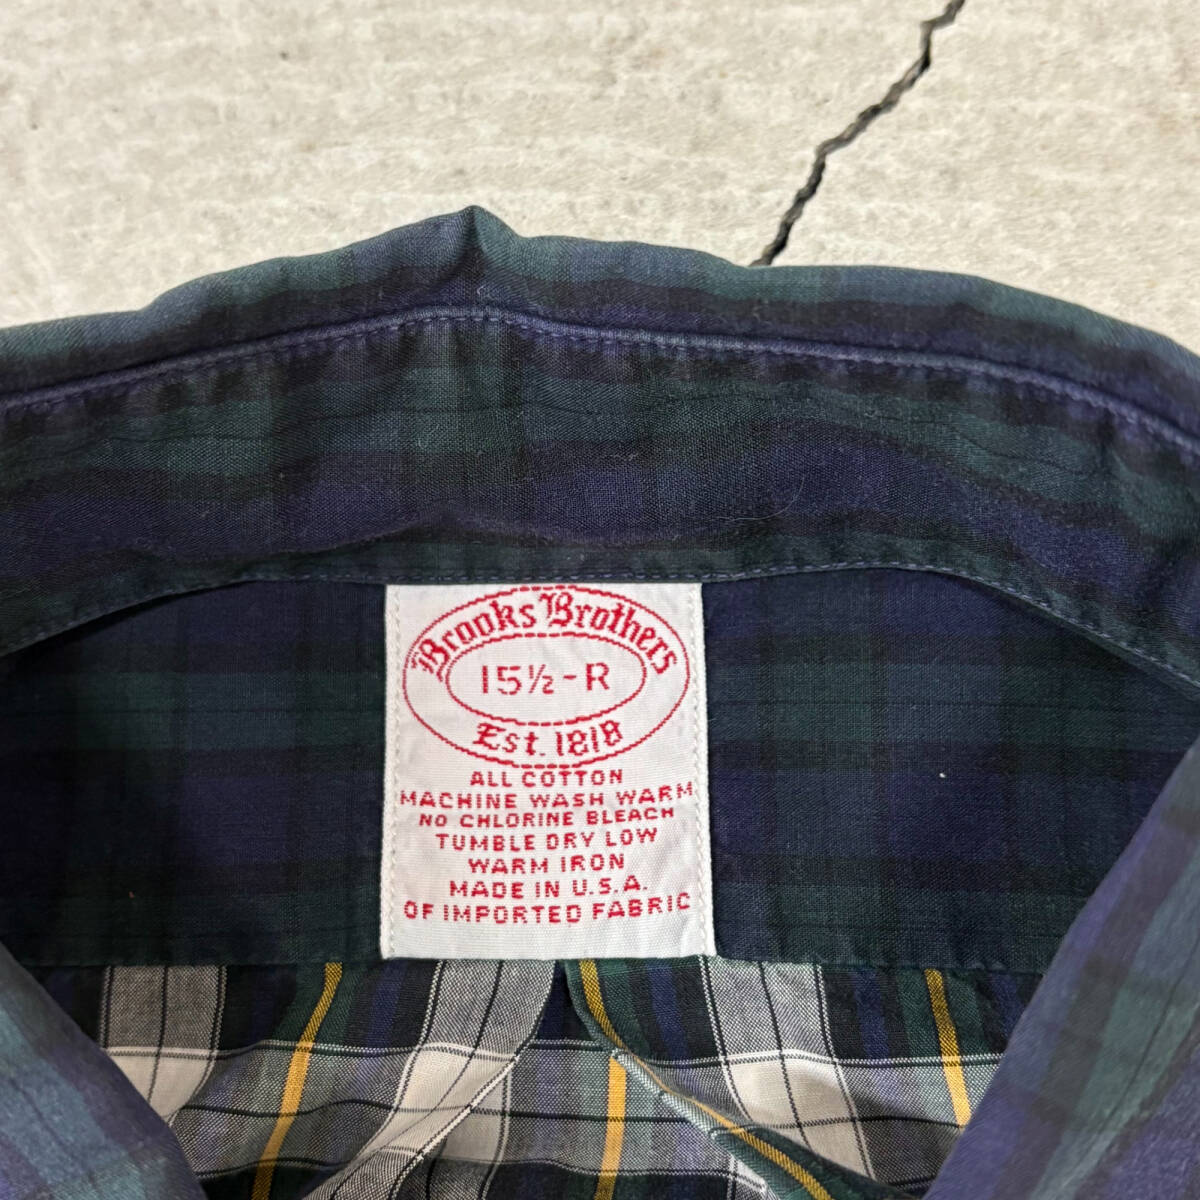 Brooks Brothers
15½-R
Est. 1818
ALL COTTON
MACHINE WASH WARM
NO CHLORINE BLEACH
TUMBLE DRY LOW
WARM IRON
MADE IN U.S.A.
OF IMPORTED FABRIC